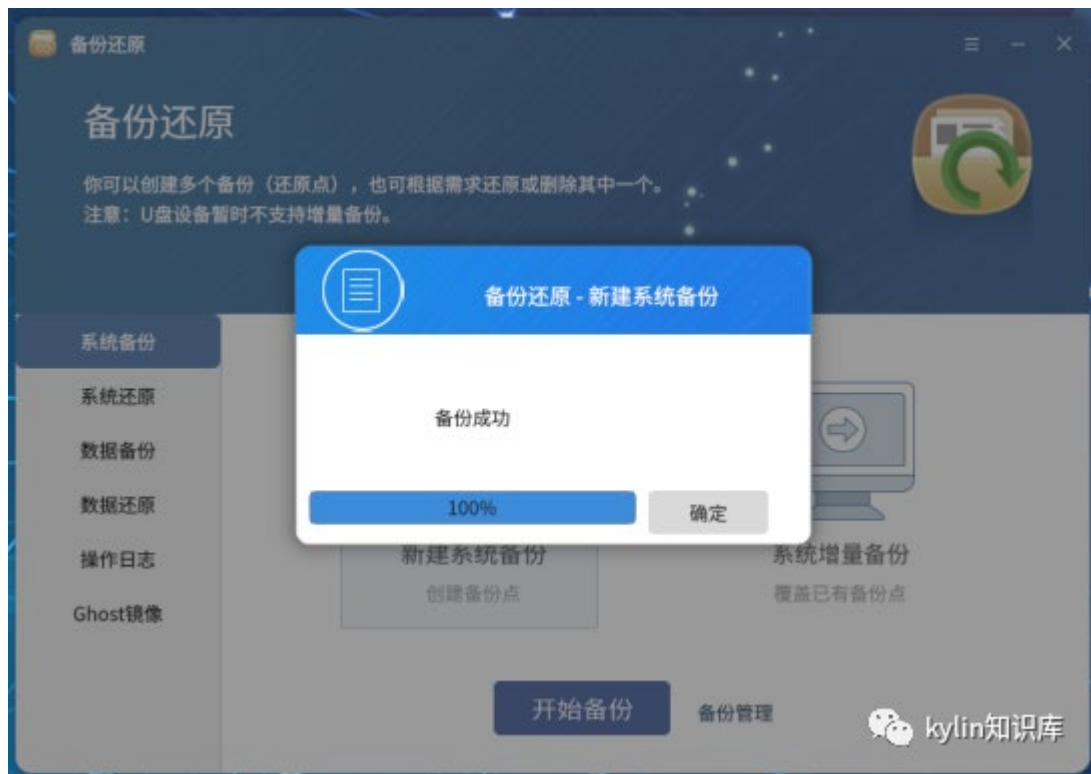 备份还原
备份还原
你可以创建多个备份（还原点），也可根据需求还原或删除其中一个。
注意：U盘设备暂时不支持增量备份。
备份还原 - 新建系统备份
备份成功
100%
确定
系统备份
系统还原
数据备份
数据还原
操作日志
Ghost镜像
新建系统备份
创建备份点
系统增量备份
覆盖已有备份点
开始备份
备份管理
kylin知识库